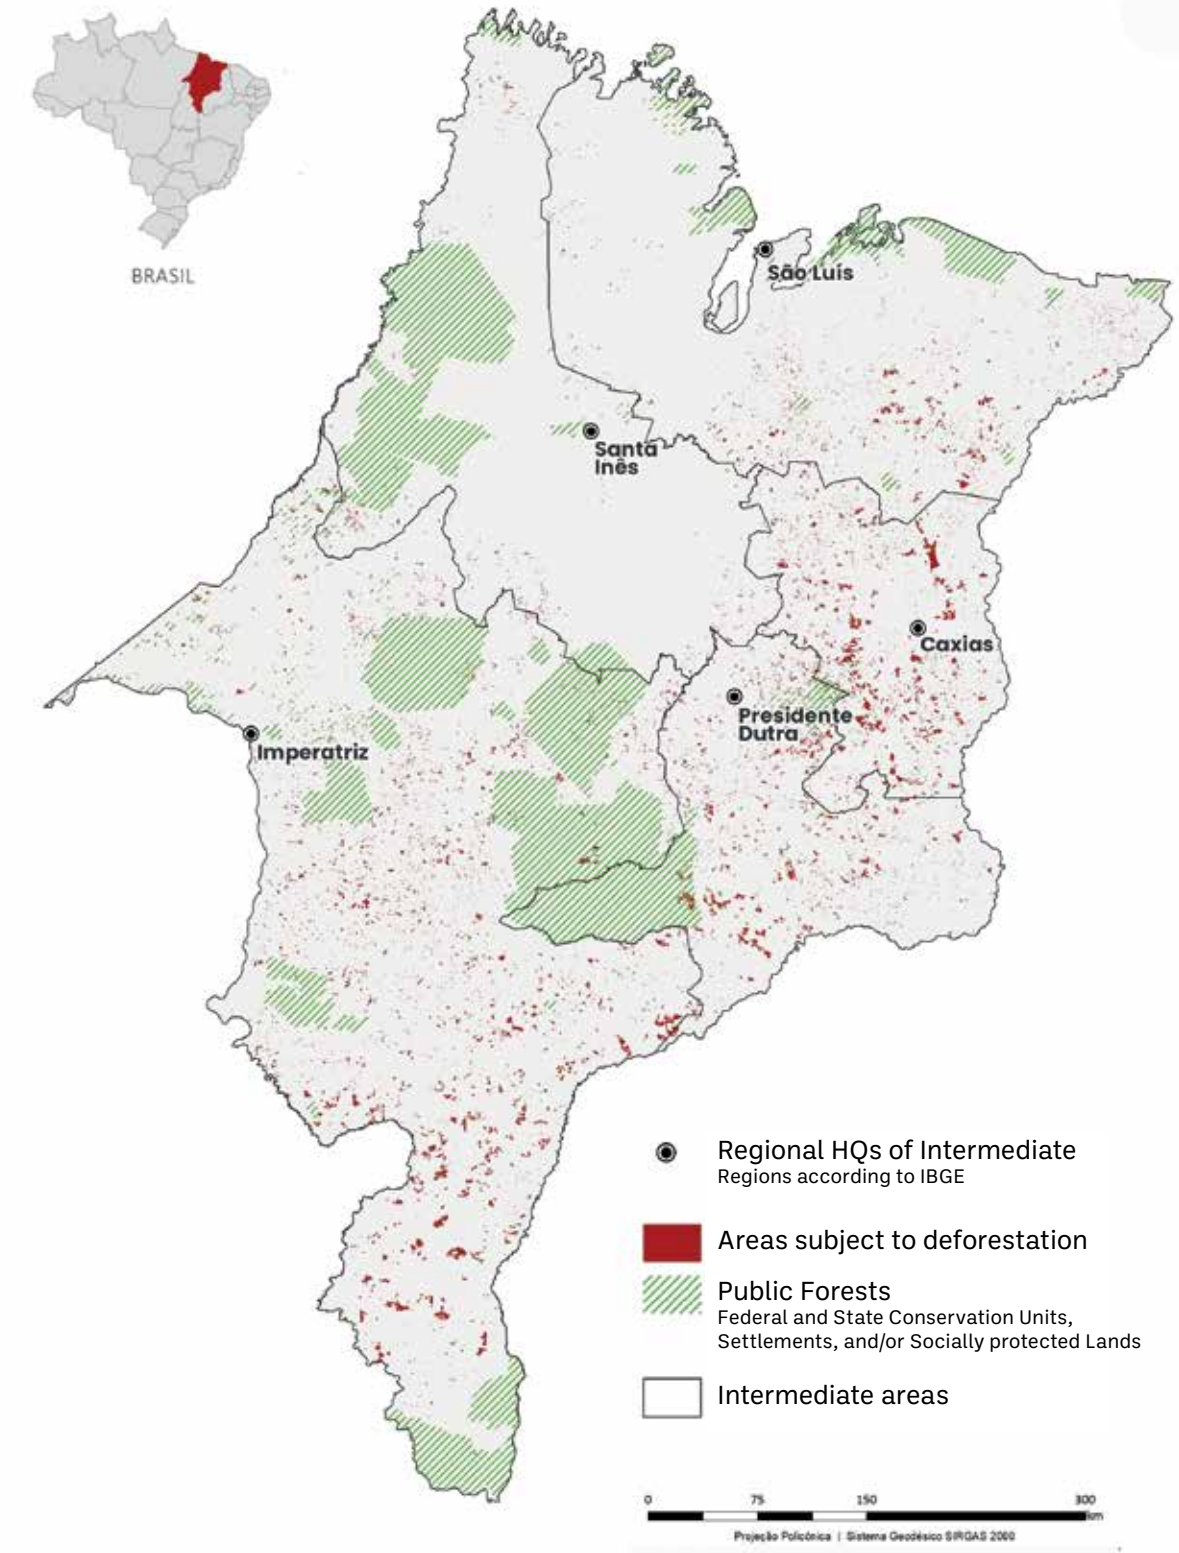 BRASIL
São Luís
Santa
Inês
Caxias
Presidente
Dutra
Imperatriz
Regional HQs of Intermediate
Regions according to IBGE
Areas subject to deforestation
Public Forests
Federal and State Conservation Units,
Settlements, and/or Socially protected Lands
Intermediate areas
0 75 150 300
km
Projeção Policônica | Sistema Geodésico SIRGAS 2000